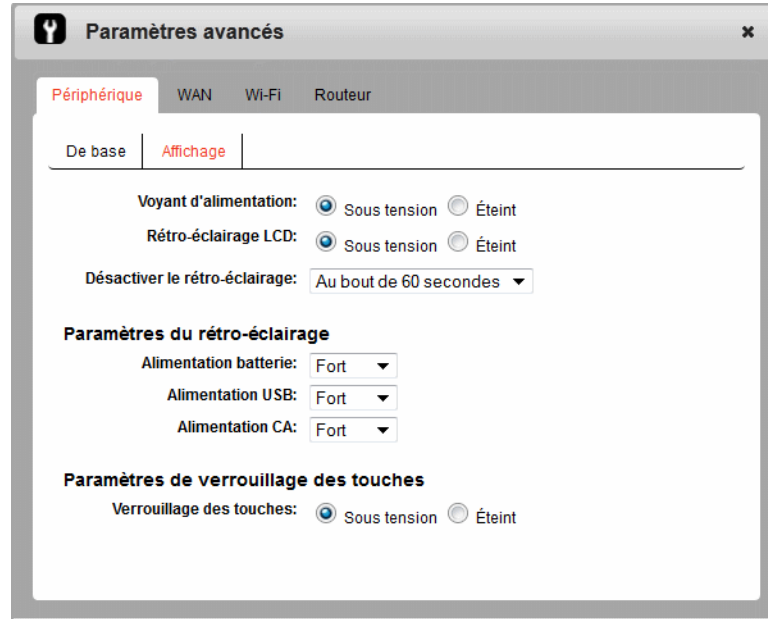 Paramètres avancés
Périphérique WAN Wi-Fi Routeur
De base Affichage
Voyant d'alimentation: Sous tension Éteint
Rétro-éclairage LCD: Sous tension Éteint
Désactiver le rétro-éclairage: Au bout de 60 secondes
Paramètres du rétro-éclairage
Alimentation batterie: Fort
Alimentation USB: Fort
Alimentation CA: Fort
Paramètres de verrouillage des touches
Verrouillage des touches: Sous tension Éteint